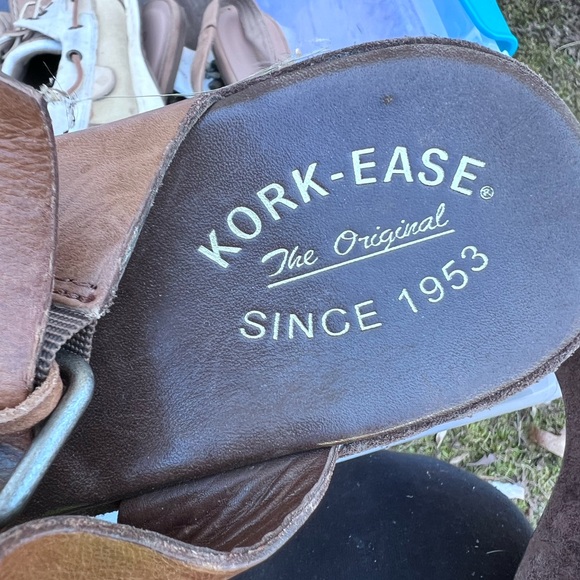 KORK-EASE®
The Original
SINCE 1953